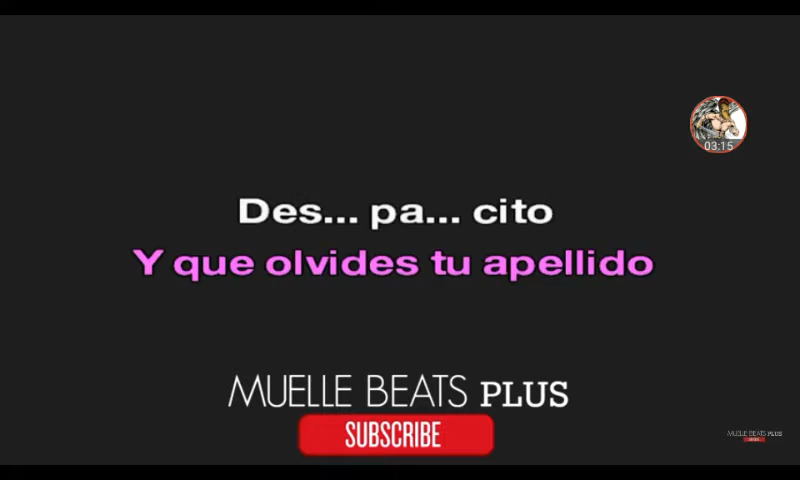 03:15
Des... pa... cito
Y que olvides tu apellido
MUELLE BEATS PLUS
SUBSCRIBE
MUELLE BEATS PLUS